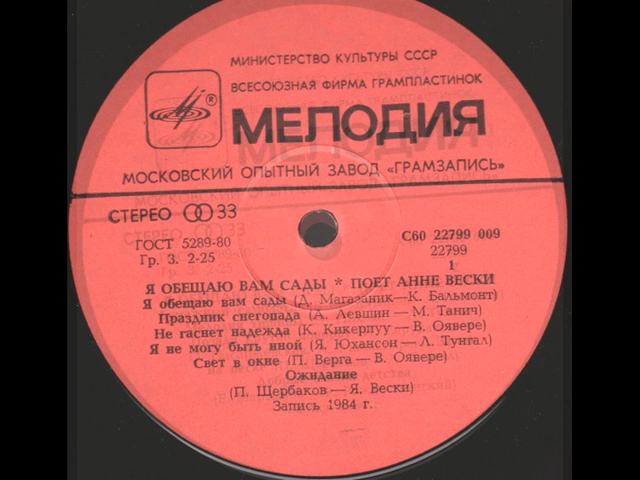 МИНИСТЕРСТВО КУЛЬТУРЫ СССР
ВСЕСОЮЗНАЯ ФИРМА ГРАМПЛАСТИНОК
® МЕЛОДИЯ
МОСКОВСКИЙ ОПЫТНЫЙ ЗАВОД «ГРАМЗАПИСЬ»
СТЕРЕО 33
ГОСТ 5289-80
Гр. 3. 2-25
С60 22799 009
22799
1
Я ОБЕЩАЮ ВАМ САДЫ * ПОЕТ АННЕ ВЕСКИ
Я обещаю вам сады (Д. Магазаник — К. Бальмонт)
Праздник снегопада (А. Левшин — М. Танич)
Не гаснет надежда (К. Кикерпуу — В. Оявере)
Я не могу быть иной (Я. Юхансон — Л. Тунгал)
Свет в окне (П. Верга — В. Оявере)
Ожидание
(П. Щербаков — Я. Вески)
Запись 1984 г.